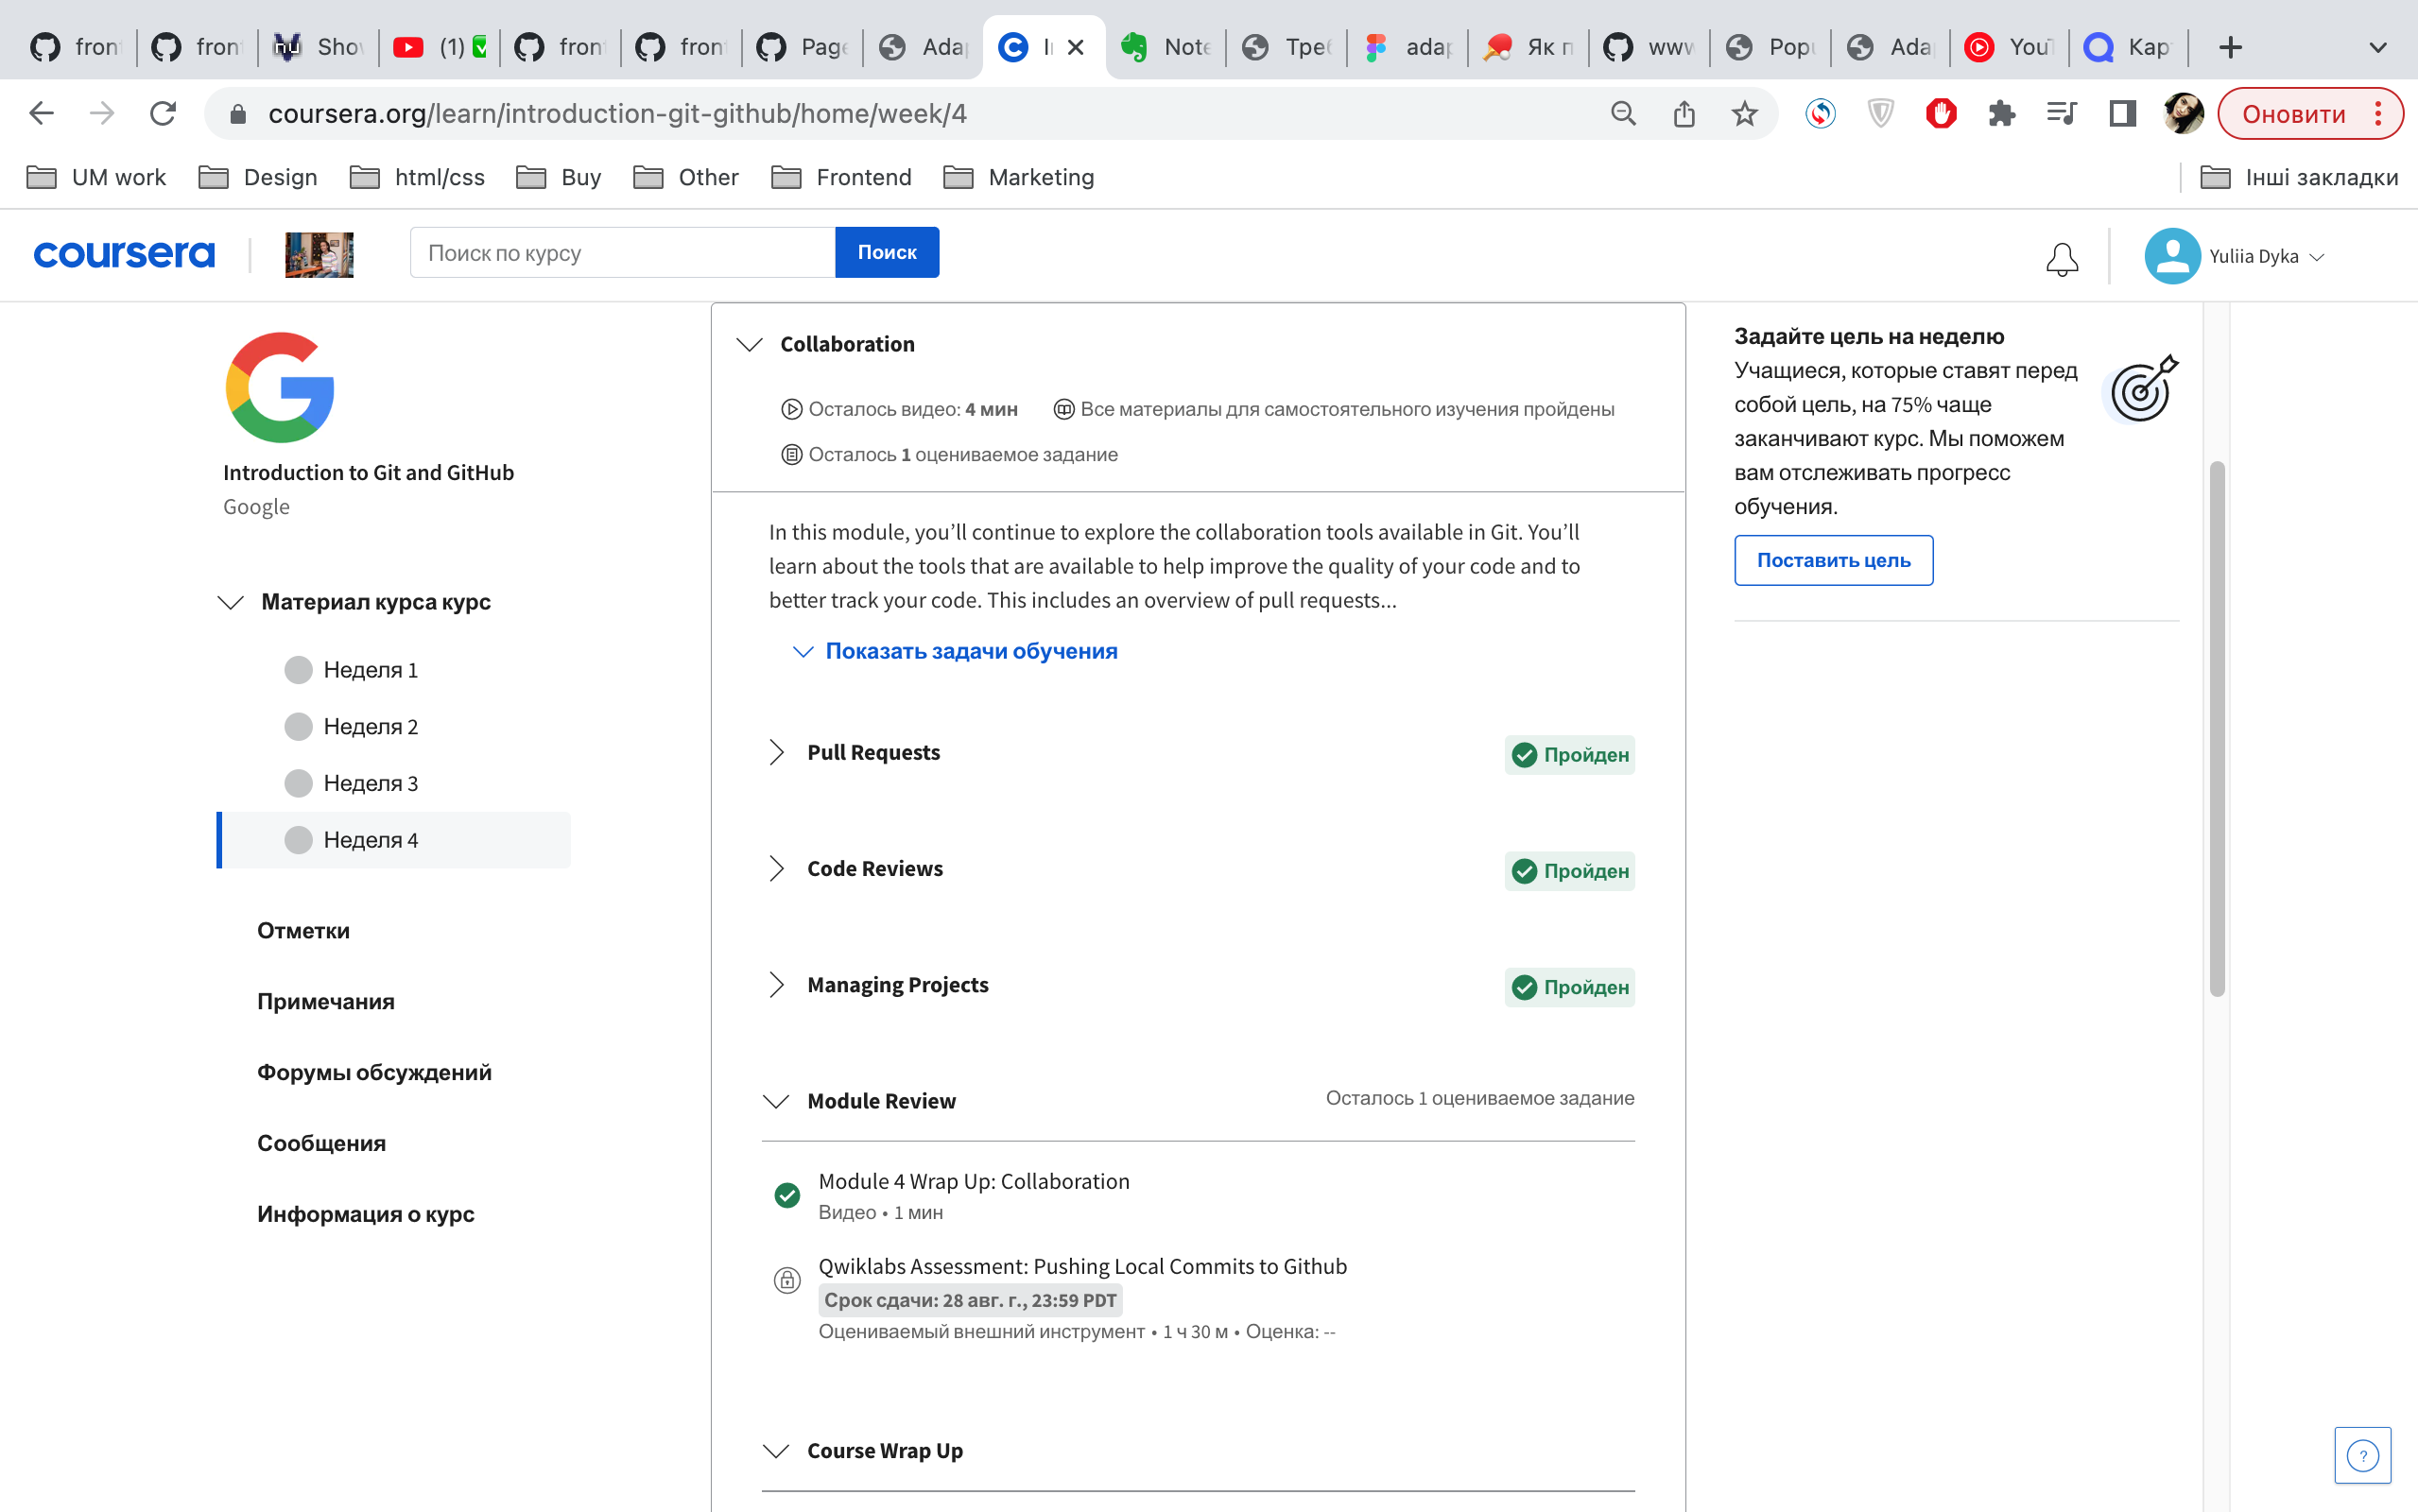 fron
fron
Sho
(1)
fron
fron
Page
Ada
Note
Треб
adap
Як п
www
Popu
Ada
YouT
Кар
coursera.org/learn/introduction-git-github/home/week/4
Оновити
UM work
Design
html/css
Buy
Other
Frontend
Marketing
Інші закладки
coursera
Поиск по курсу
Поиск
Yuliia Dyka
Introduction to Git and GitHub
Google
Материал курса курс
Неделя 1
Неделя 2
Неделя 3
Неделя 4
Отметки
Примечания
Форумы обсуждений
Сообщения
Информация о курс
Collaboration
Осталось видео: 4 мин
Все материалы для самостоятельного изучения пройдены
Осталось 1 оцениваемое задание
In this module, you’ll continue to explore the collaboration tools available in Git. You’ll
learn about the tools that are available to help improve the quality of your code and to
better track your code. This includes an overview of pull requests...
Показать задачи обучения
Pull Requests
Пройден
Code Reviews
Пройден
Managing Projects
Пройден
Module Review
Осталось 1 оцениваемое задание
Module 4 Wrap Up: Collaboration
Видео • 1 мин
Qwiklabs Assessment: Pushing Local Commits to Github
Срок сдачи: 28 авг. г., 23:59 PDT
Оцениваемый внешний инструмент • 1 ч 30 м • Оценка: --
Course Wrap Up
Задайте цель на неделю
Учащиеся, которые ставят перед
собой цель, на 75% чаще
заканчивают курс. Мы поможем
вам отслеживать прогресс
обучения.
Поставить цель
?